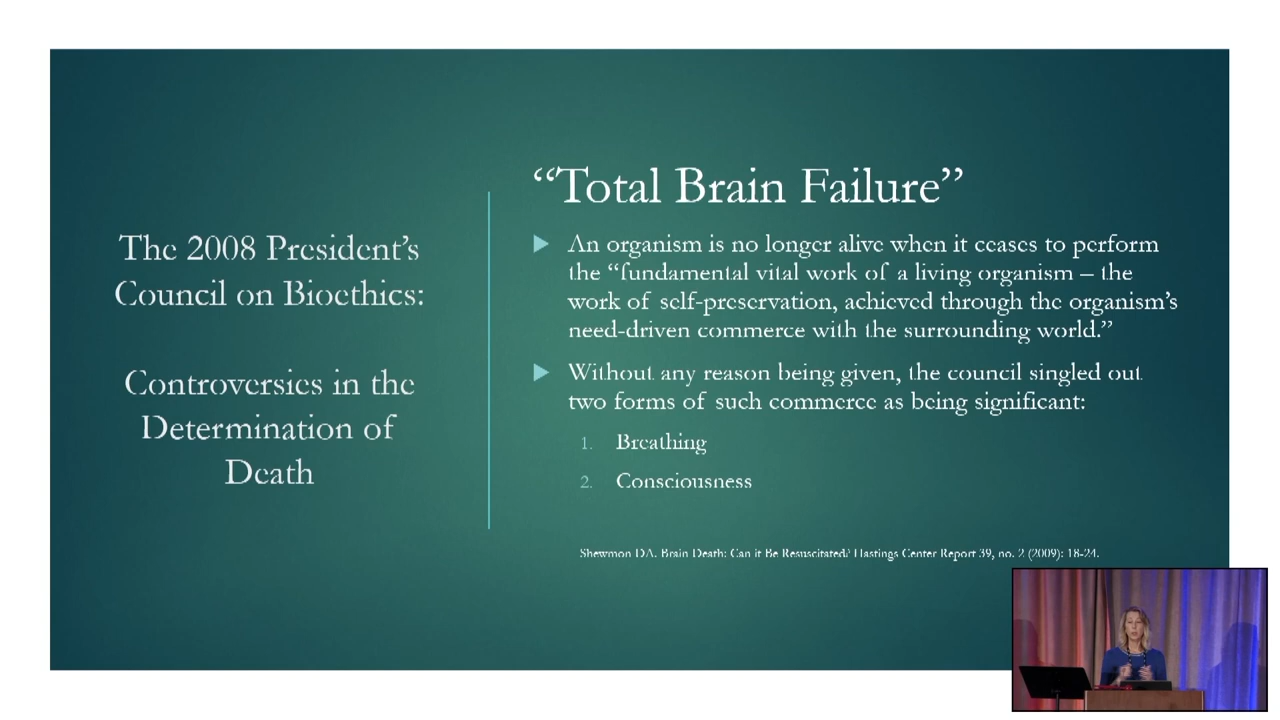 The 2008 President's
Council on Bioethics:
Controversies in the
Determination of
Death
“Total Brain Failure”
An organism is no longer alive when it ceases to perform
the “fundamental vital work of a living organism – the
work of self-preservation, achieved through the organism's
need-driven commerce with the surrounding world.”
Without any reason being given, the council singled out
two forms of such commerce as being significant:
1. Breathing
2. Consciousness
Shewmon DA. Brain Death: Can it Be Resuscitated? Hastings Center Report 39, no. 2 (2009): 18-24.